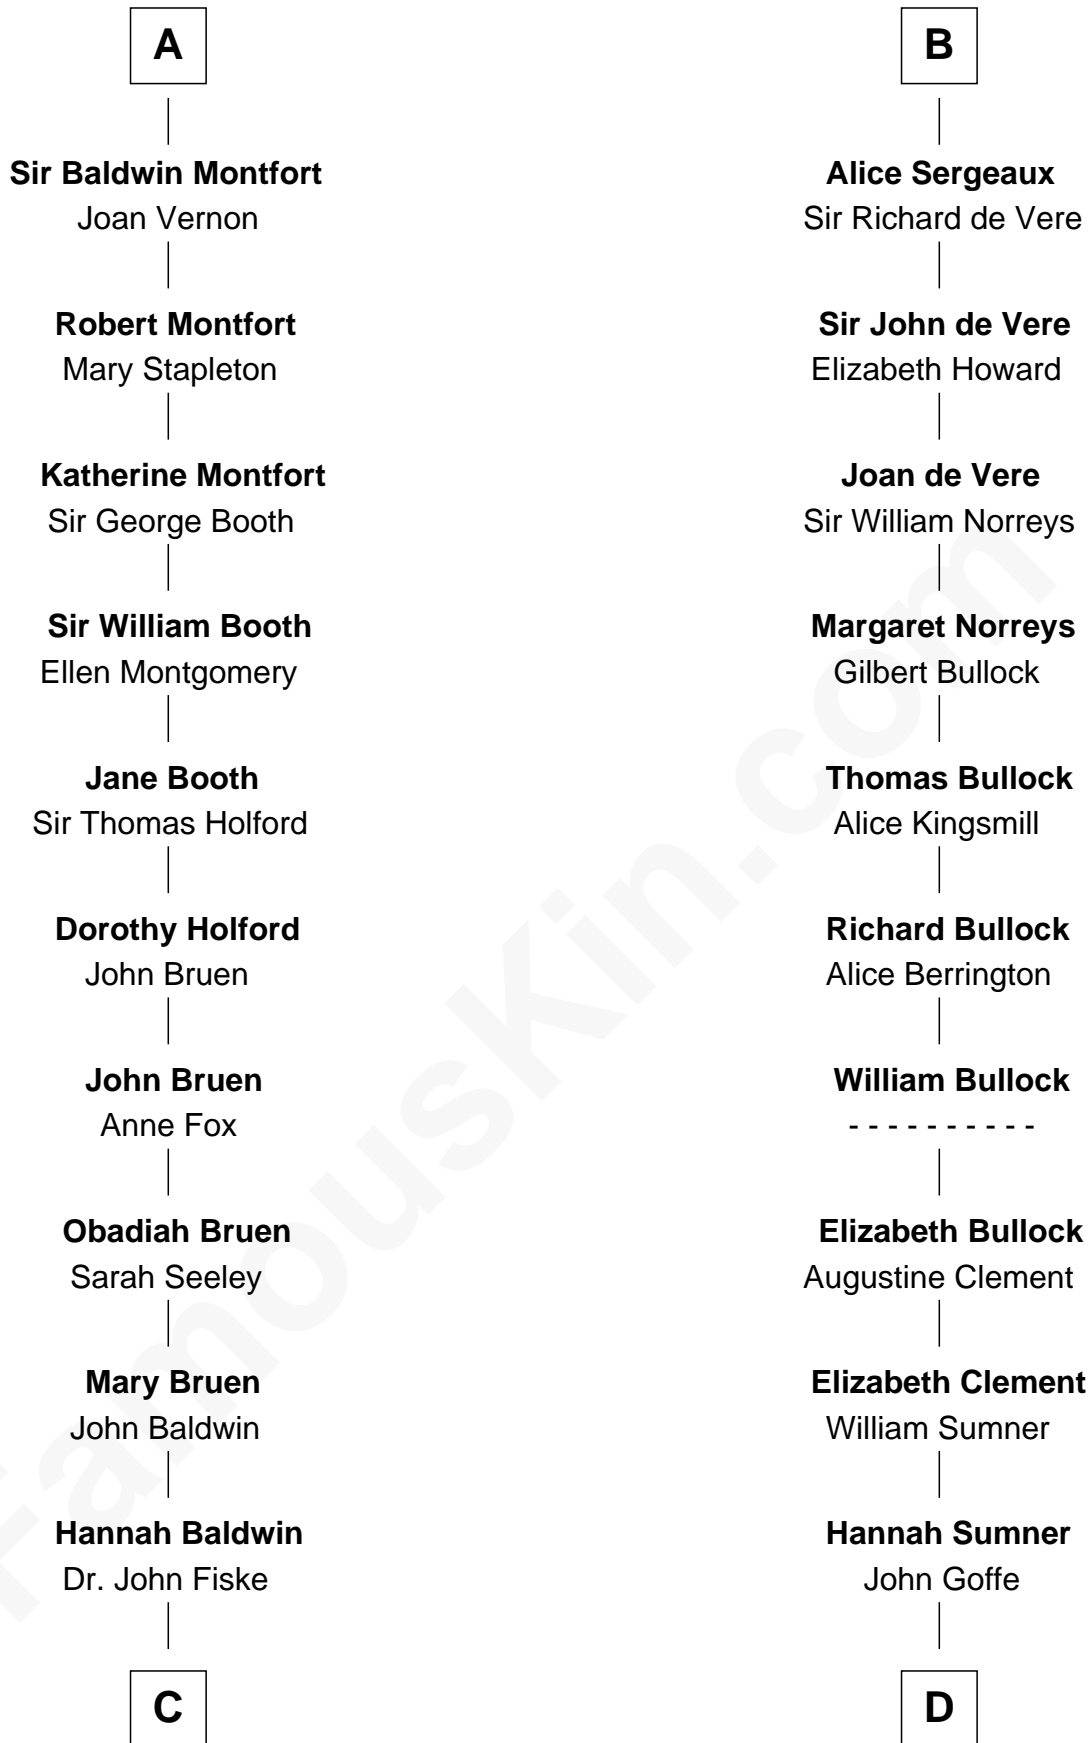 A
Sir Baldwin Montfort
Joan Vernon
Robert Montfort
Mary Stapleton
Katherine Montfort
Sir George Booth
Sir William Booth
Ellen Montgomery
Jane Booth
Sir Thomas Holford
Dorothy Holford
John Bruen
John Bruen
Anne Fox
Obadiah Bruen
Sarah Seeley
Mary Bruen
John Baldwin
Hannah Baldwin
Dr. John Fiske
C
B
Alice Sergeaux
Sir Richard de Vere
Sir John de Vere
Elizabeth Howard
Joan de Vere
Sir William Norreys
Margaret Norreys
Gilbert Bullock
Thomas Bullock
Alice Kingsmill
Richard Bullock
Alice Berrington
William Bullock
- - - - - - - - - -
Elizabeth Bullock
Augustine Clement
Elizabeth Clement
William Sumner
Hannah Sumner
John Goffe
D
FamousKin.com